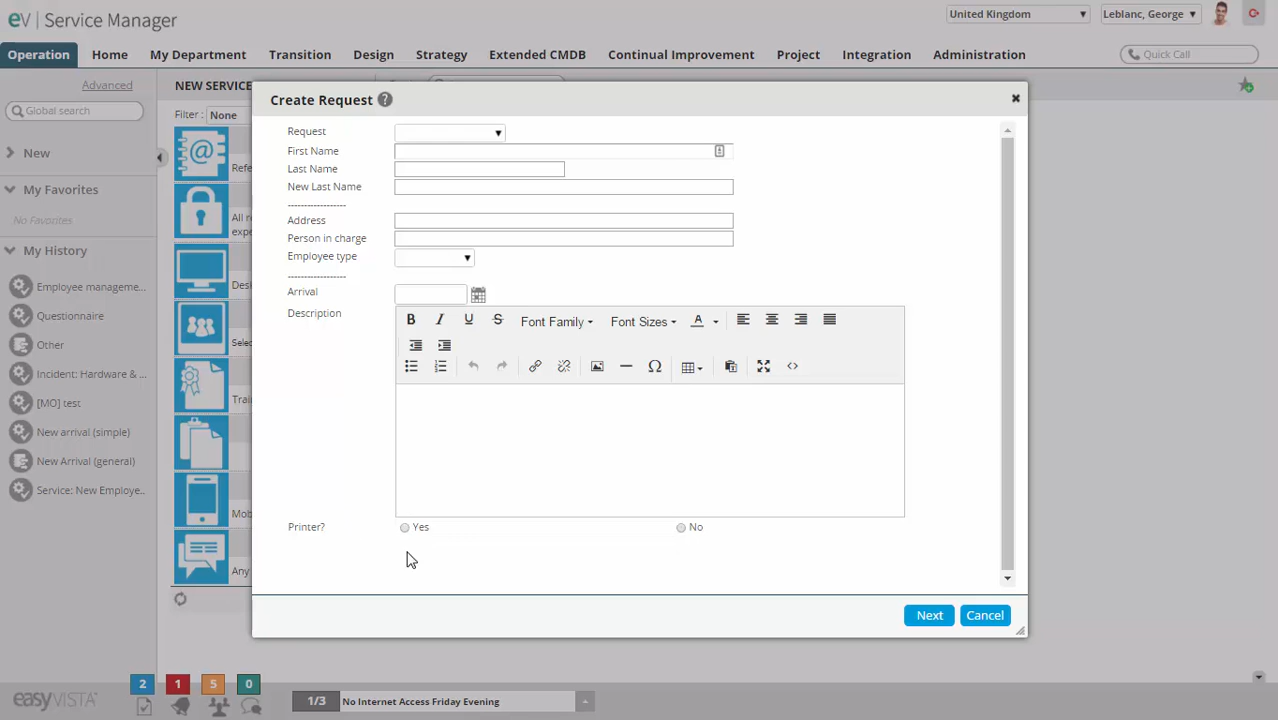 ev | Service Manager
United Kingdom
Leblanc, George
Operation Home My Department Transition Design Strategy Extended CMDB Continual Improvement Project Integration Administration
Quick Call
Advanced
Global search
New
My Favorites
No Favorites
My History
Employee manageme...
Questionnaire
Other
Incident: Hardware & ...
[MO] test
New arrival (simple)
New Arrival (general)
Service: New Employe..
NEW SERVICE
Filter : None
Create Request ?
Request
First Name
Last Name
New Last Name
------------------
Address
Person in charge
Employee type
------------------
Arrival
Description
B I U S Font Family Font Sizes A
Printer? Yes No
Next Cancel
easyvista
2 1 5 0
1/3 No Internet Access Friday Evening